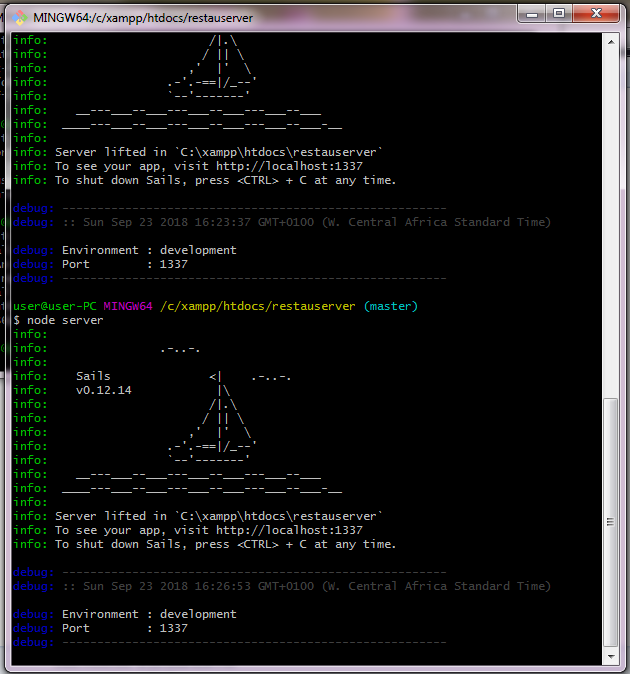 MINGW64:/c/xampp/htdocs/restauserver
info:                       /|.\
info:                      / || \
info:                    ,'  |'  \
info:                 .-'.-==|/_--'
info:                 `--'-------'
info:    __---___--___---___--___---___--___
info:  ____---___--___---___--___---___--___-__
info:
info: Server lifted in `C:\xampp\htdocs\restauserver`
info: To see your app, visit http://localhost:1337
info: To shut down Sails, press <CTRL> + C at any time.
debug: -------------------------------------------------------
debug: :: Sun Sep 23 2018 16:23:37 GMT+0100 (W. Central Africa Standard Time)
debug: Environment : development
debug: Port        : 1337
debug: -------------------------------------------------------
user@user-PC MINGW64 /c/xampp/htdocs/restauserver (master)
$ node server
info:
info:                .-..-.
info:
info:    Sails              <|    .-..-.
info:    v0.12.14            |\
info:                       /|.\
info:                      / || \
info:                    ,'  |'  \
info:                 .-'.-==|/_--'
info:                 `--'-------'
info:    __---___--___---___--___---___--___
info:  ____---___--___---___--___---___--___-__
info:
info: Server lifted in `C:\xampp\htdocs\restauserver`
info: To see your app, visit http://localhost:1337
info: To shut down Sails, press <CTRL> + C at any time.
debug: -------------------------------------------------------
debug: :: Sun Sep 23 2018 16:26:53 GMT+0100 (W. Central Africa Standard Time)
debug: Environment : development
debug: Port        : 1337
debug: -------------------------------------------------------